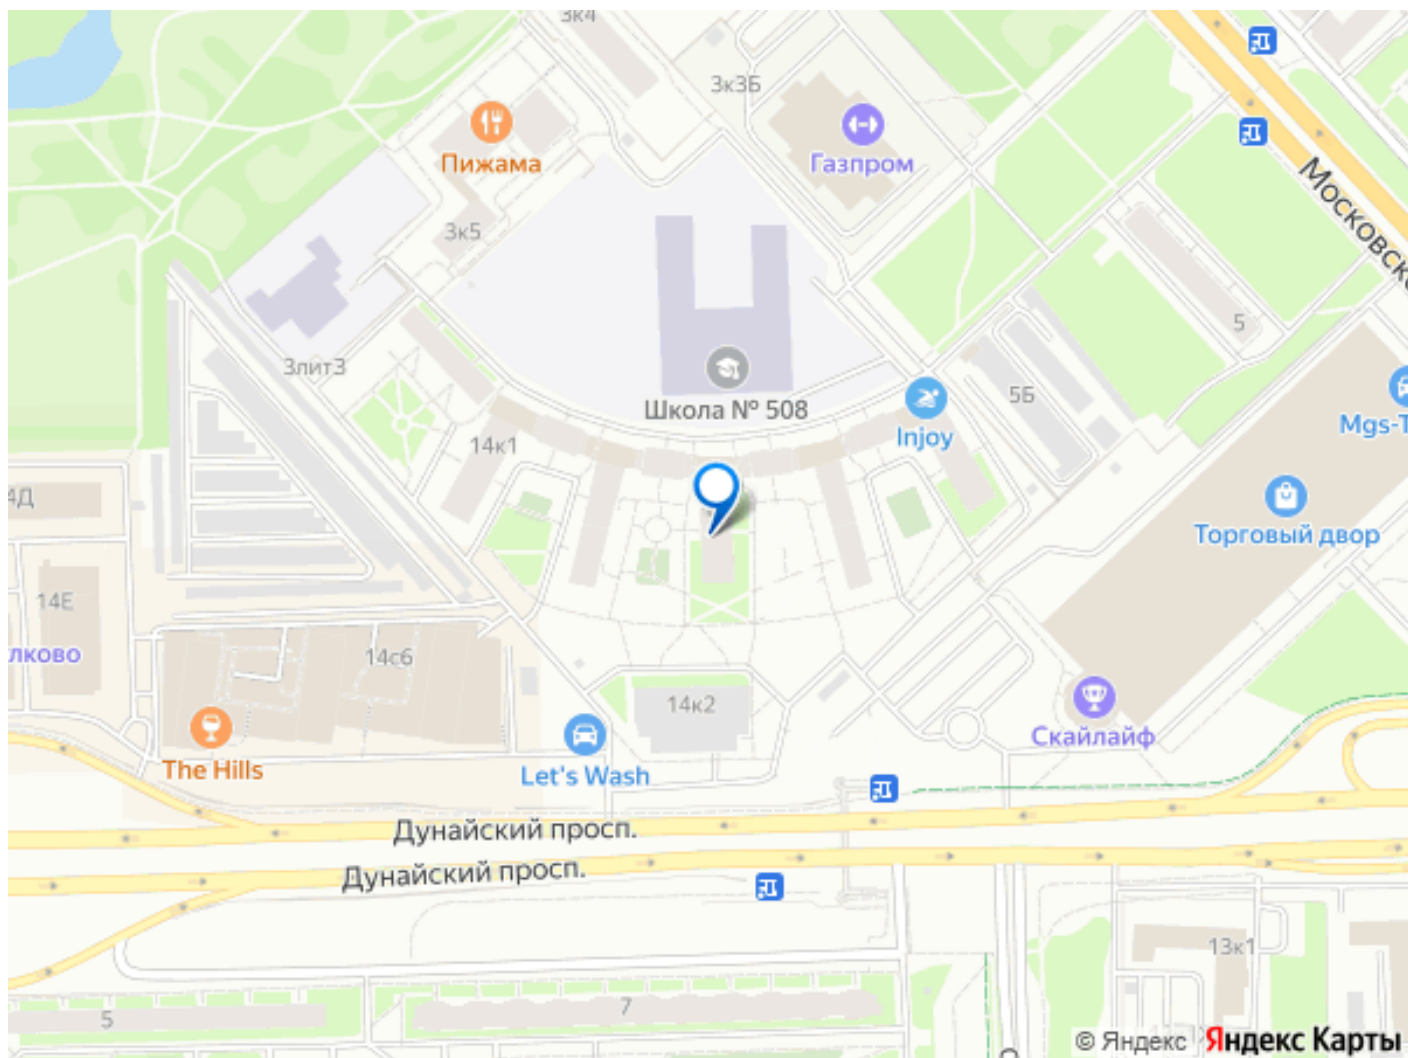 3к4
3к3Б
Пижама
Газпром
Московско
3к5
5
3лит3
5Б
Школа № 508
Injoy
Mgs-T
14к1
4Д
Торговый двор
14Е
лково
14с6
14к2
The Hills
Let's Wash
Скайлайф
Дунайский просп.
Дунайский просп.
13к1
7
5
© Яндекс Яндекс Карты